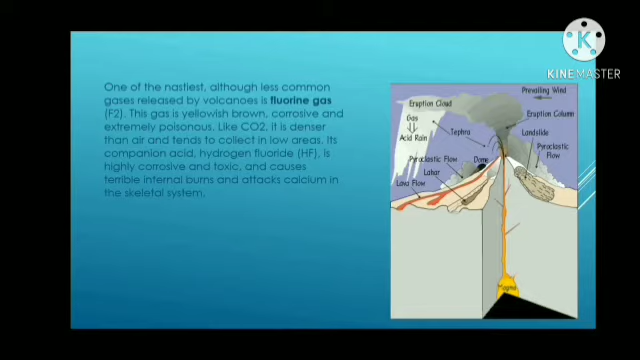 KINEMASTER
One of the nastiest, although less common
gases released by volcanoes is fluorine gas
(F2). This gas is yellowish brown, corrosive and
extremely poisonous. Like CO2, it is denser
than air and tends to collect in low areas. Its
companion acid, hydrogen fluoride (HF), is
highly corrosive and toxic, and causes
terrible internal burns and attacks calcium in
the skeletal system.
Prevailing Wind
Eruption Cloud
Eruption Column
Gas
Acid Rain
Tephra
Landslide
Pyroclastic
Flow
Pyroclastic Flow
Dome
Lahar
Lava Flow
Magma